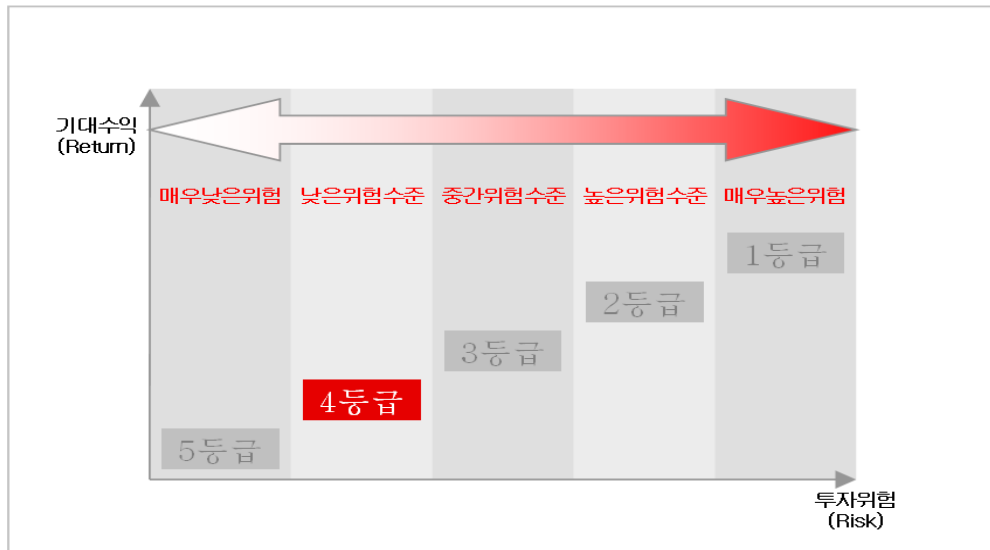 기대수익
(Return)
매우낮은위험 낮은위험수준 중간위험수준 높은위험수준 매우높은위험
1등급
2등급
3등급
4등급
5등급
투자위험
(Risk)